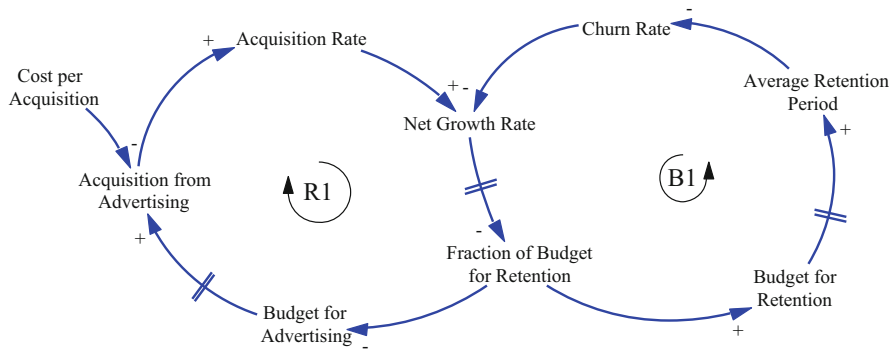 Acquisition Rate
Churn Rate
Cost per
Acquisition
Average Retention
Period
Net Growth Rate
Acquisition from
Advertising
R1
B1
Fraction of Budget
for Retention
Budget for
Advertising
Budget for
Retention
+
-
+
-
-
+
-
+
-
-
+